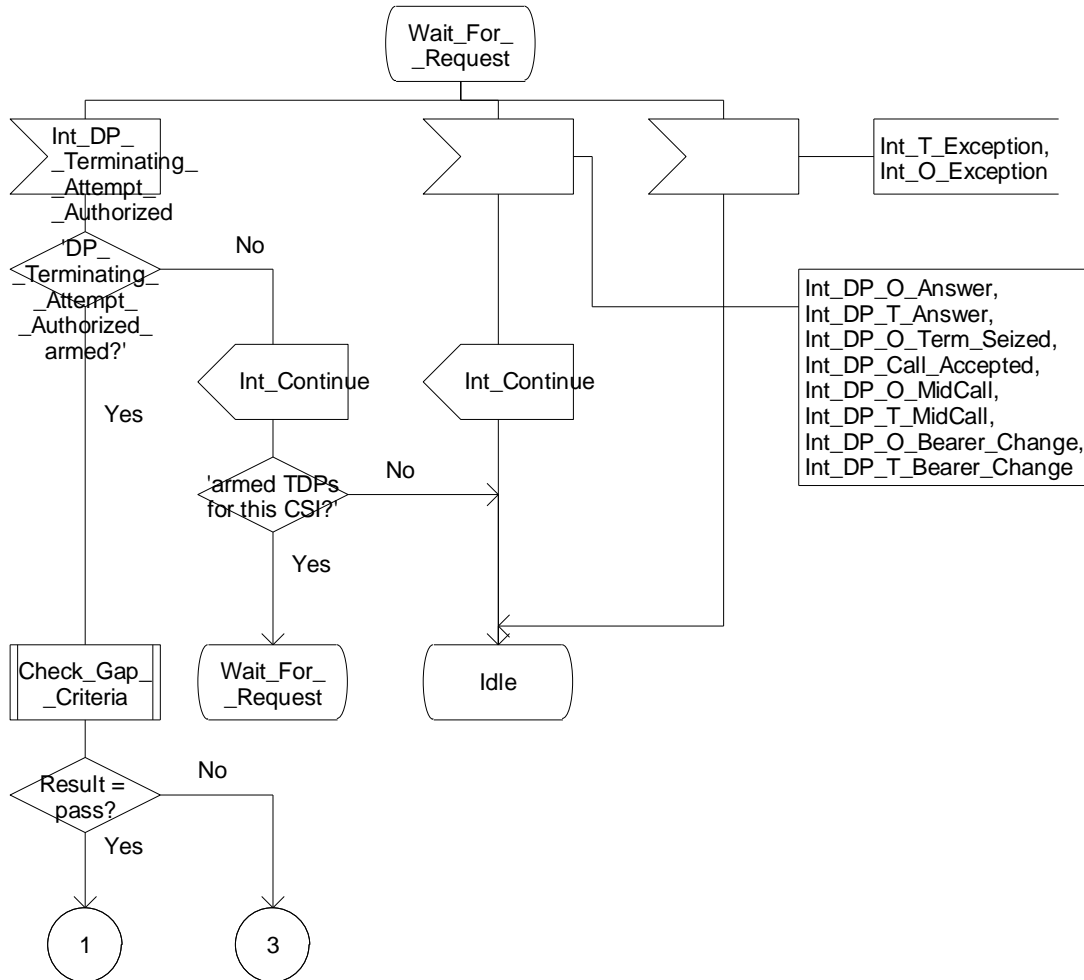 Wait_For_
_Request
Int_DP_
_Terminating_
_Attempt_
_Authorized
Int_T_Exception,
Int_O_Exception
'DP_
_Terminating_
_Attempt_
_Authorized_
armed?'
No
Int_DP_O_Answer,
Int_DP_T_Answer,
Int_DP_O_Term_Seized,
Int_DP_Call_Accepted,
Int_DP_O_MidCall,
Int_DP_T_MidCall,
Int_DP_O_Bearer_Change,
Int_DP_T_Bearer_Change
Int_Continue
Int_Continue
Yes
'armed TDPs
for this CSI?'
No
Yes
Check_Gap_
_Criteria
Wait_For_
_Request
Idle
Result =
pass?
No
Yes
1
3